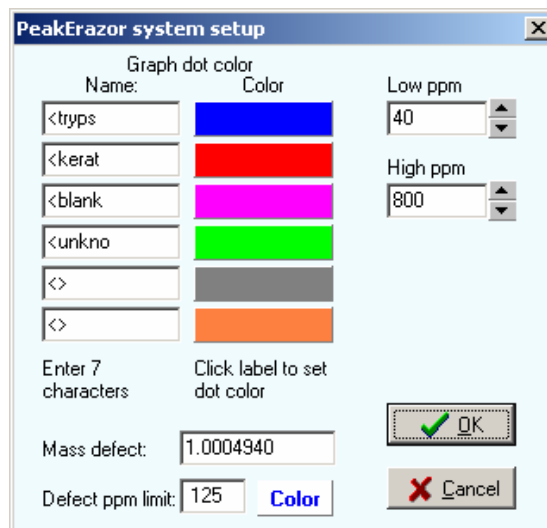 PeakErazor system setup
Graph dot color
Name: Color
<tryps
<kerat
<blank
<unkno
<>
<>
Enter 7
characters
Click label to set
dot color
Mass defect: 1.0004940
Defect ppm limit: 125 Color
Low ppm
40
High ppm
800
OK
Cancel